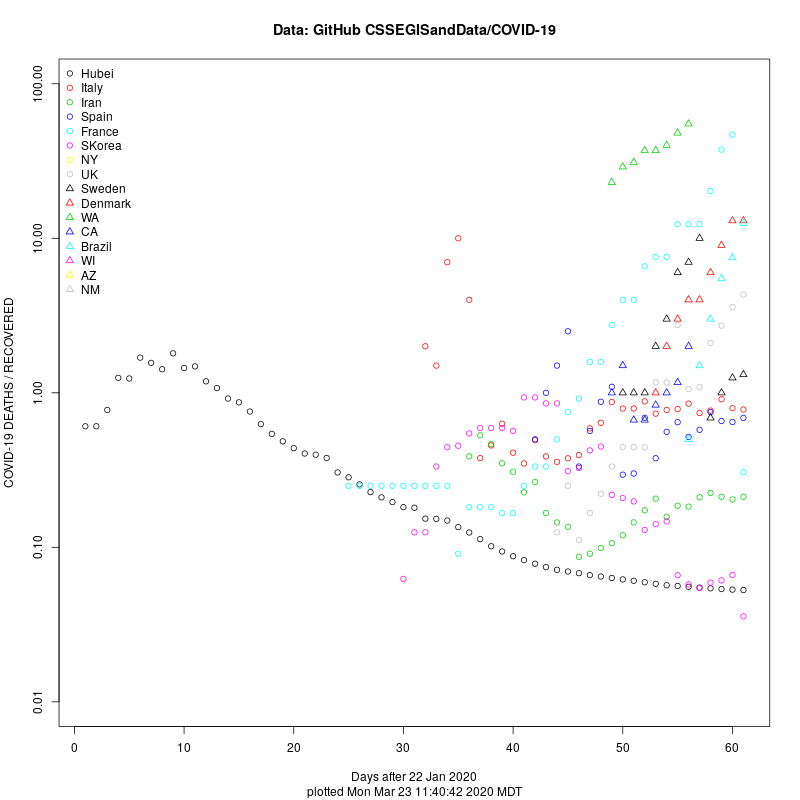 Data: GitHub CSSEGISandData/COVID-19
COVID-19 DEATHS / RECOVERED
100.00
10.00
1.00
0.10
0.01
Hubei
Italy
Iran
Spain
France
SKorea
NY
UK
Sweden
Denmark
WA
CA
Brazil
WI
AZ
NM
0 10 20 30 40 50 60
Days after 22 Jan 2020
plotted Mon Mar 23 11:40:42 2020 MDT